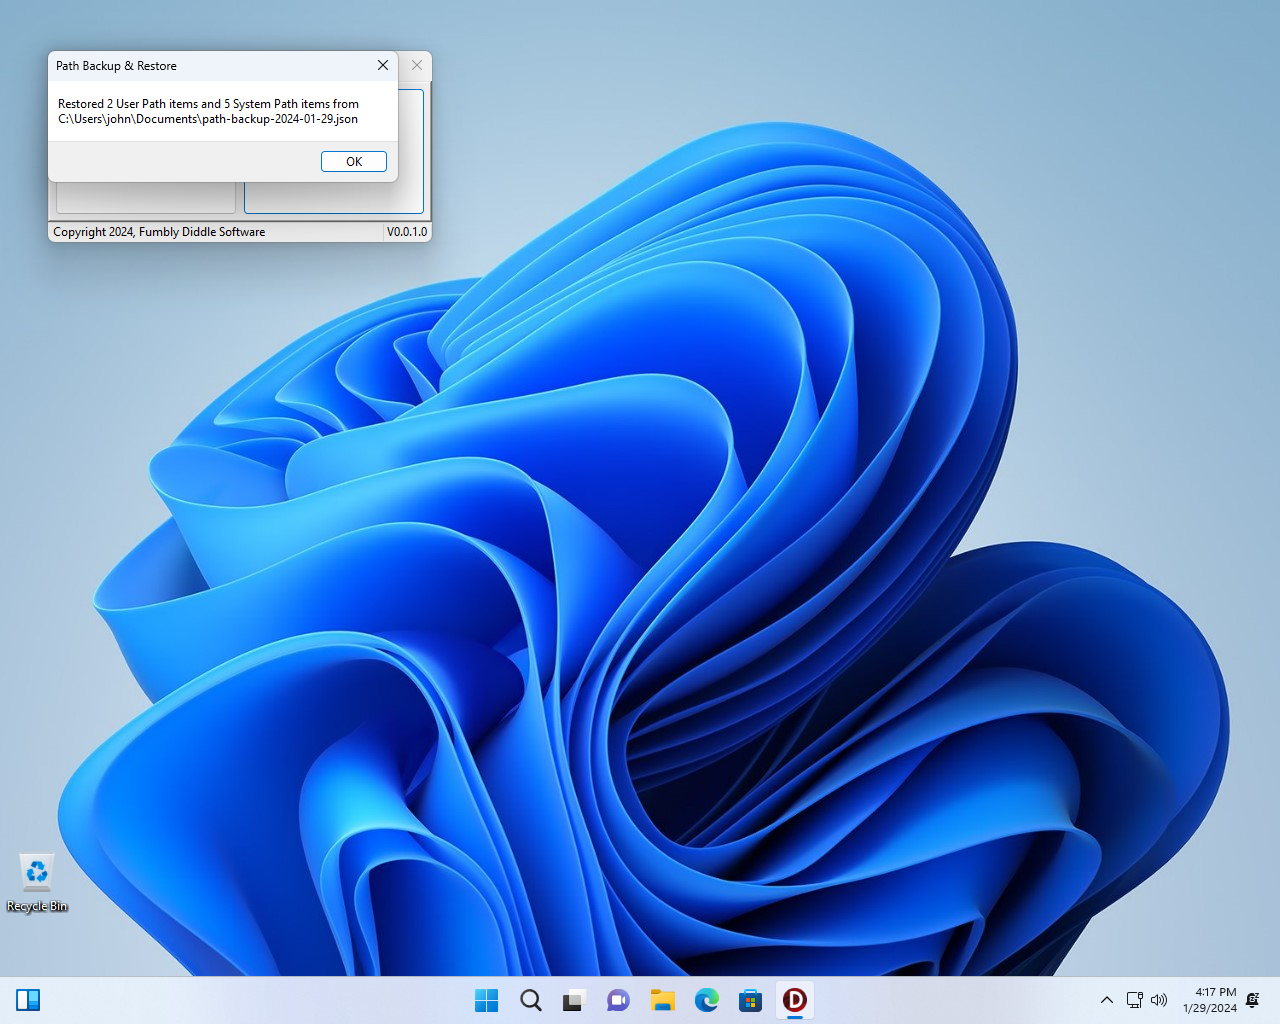 Path Backup & Restore
Restored 2 User Path items and 5 System Path items from
C:\Users\john\Documents\path-backup-2024-01-29.json
OK
Copyright 2024, Fumbly Diddle Software
V0.0.1.0
Recycle Bin
D
4:17 PM
1/29/2024